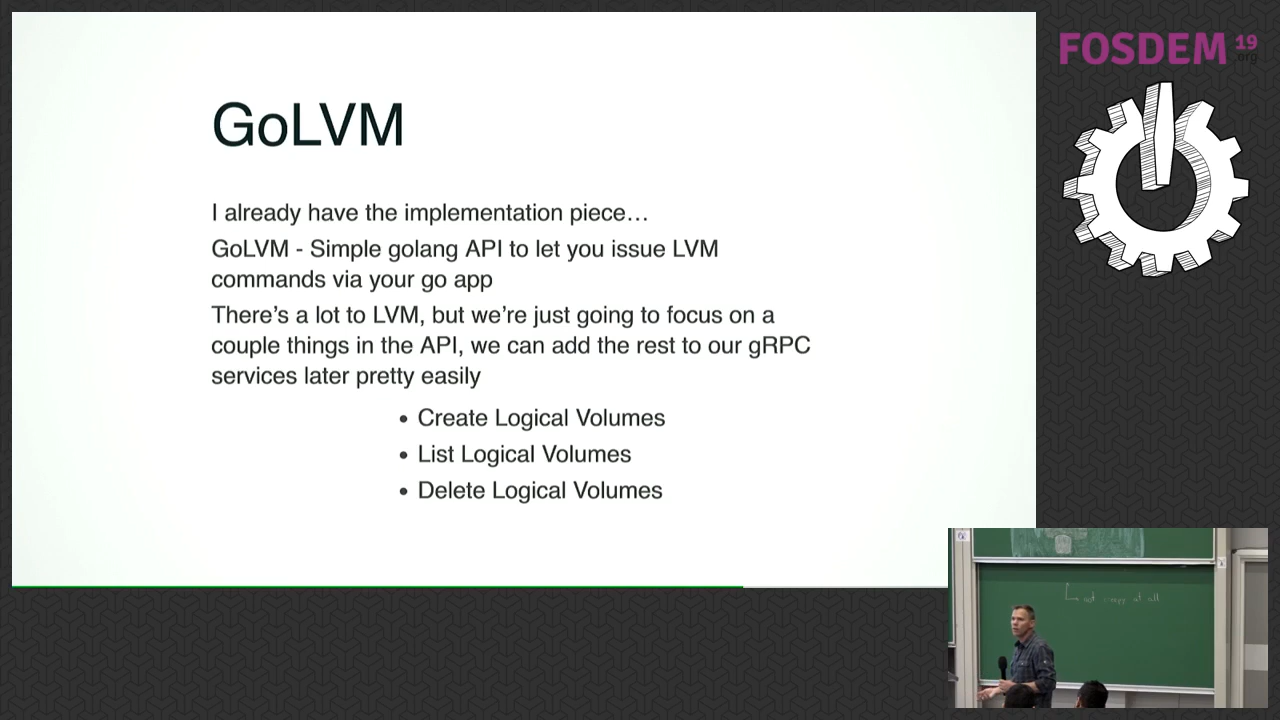 GoLVM
I already have the implementation piece…
GoLVM - Simple golang API to let you issue LVM
commands via your go app
There’s a lot to LVM, but we’re just going to focus on a
couple things in the API, we can add the rest to our gRPC
services later pretty easily
• Create Logical Volumes
• List Logical Volumes
• Delete Logical Volumes
FOSDEM 19
.org
at all